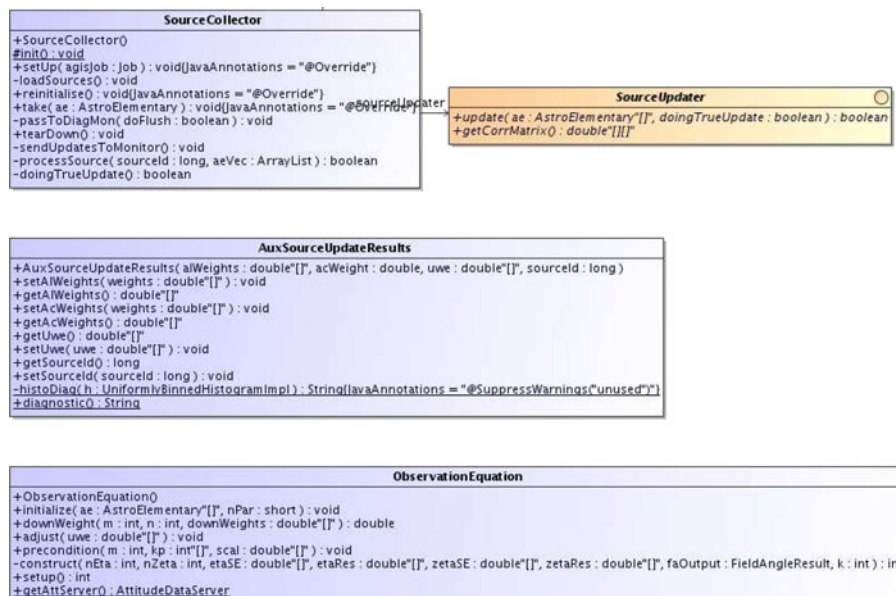 SourceCollector
+SourceCollector()
#init() : void
+setUp( agisJob : Job ) : void{JavaAnnotations = "@Override"}
-loadSources() : void
+reinitialise() : void{JavaAnnotations = "@Override"}
+take( ae : AstroElementary ) : void{JavaAnnotations = "@Override"}
-passToDiagMon( doFlush : boolean ) : void
+tearDown() : void
-sendUpdatesToMonitor() : void
-processSource( sourceId : long, aeVec : ArrayList ) : boolean
-doingTrueUpdate() : boolean
-sourceUpdater
SourceUpdater
+update( ae : AstroElementary"[]", doingTrueUpdate : boolean ) : boolean
+getCorrMatrix() : double"[][]"
AuxSourceUpdateResults
+AuxSourceUpdateResults( alWeights : double"[]", acWeight : double, uwe : double"[]", sourceId : long )
+setAlWeights( weights : double"[]" ) : void
+getAlWeights() : double"[]"
+setAcWeights( weights : double"[]" ) : void
+getAcWeights() : double"[]"
+getUwe() : double"[]"
+setUwe( uwe : double"[]" ) : void
+getSourceId() : long
+setSourceId( sourceId : long ) : void
-histoDiag( h : UniformlyBinnedHistogramImpl ) : String{JavaAnnotations = "@SuppressWarnings("unused")"}
+diagnostic() : String
ObservationEquation
+ObservationEquation()
+initialize( ae : AstroElementary"[]", nPar : short ) : void
+downWeight( m : int, n : int, downWeights : double"[]" ) : double
+adjust( uwe : double"[]" ) : void
+precondition( m : int, kp : int"[]", scal : double"[]" ) : void
-construct( nEta : int, nZeta : int, etaSE : double"[]", etaRes : double"[]", zetaSE : double"[]", zetaRes : double"[]", faOutput : FieldAngleResult, k : int ) :
+setup() : int
+getAttServer() : AttitudeDataServer